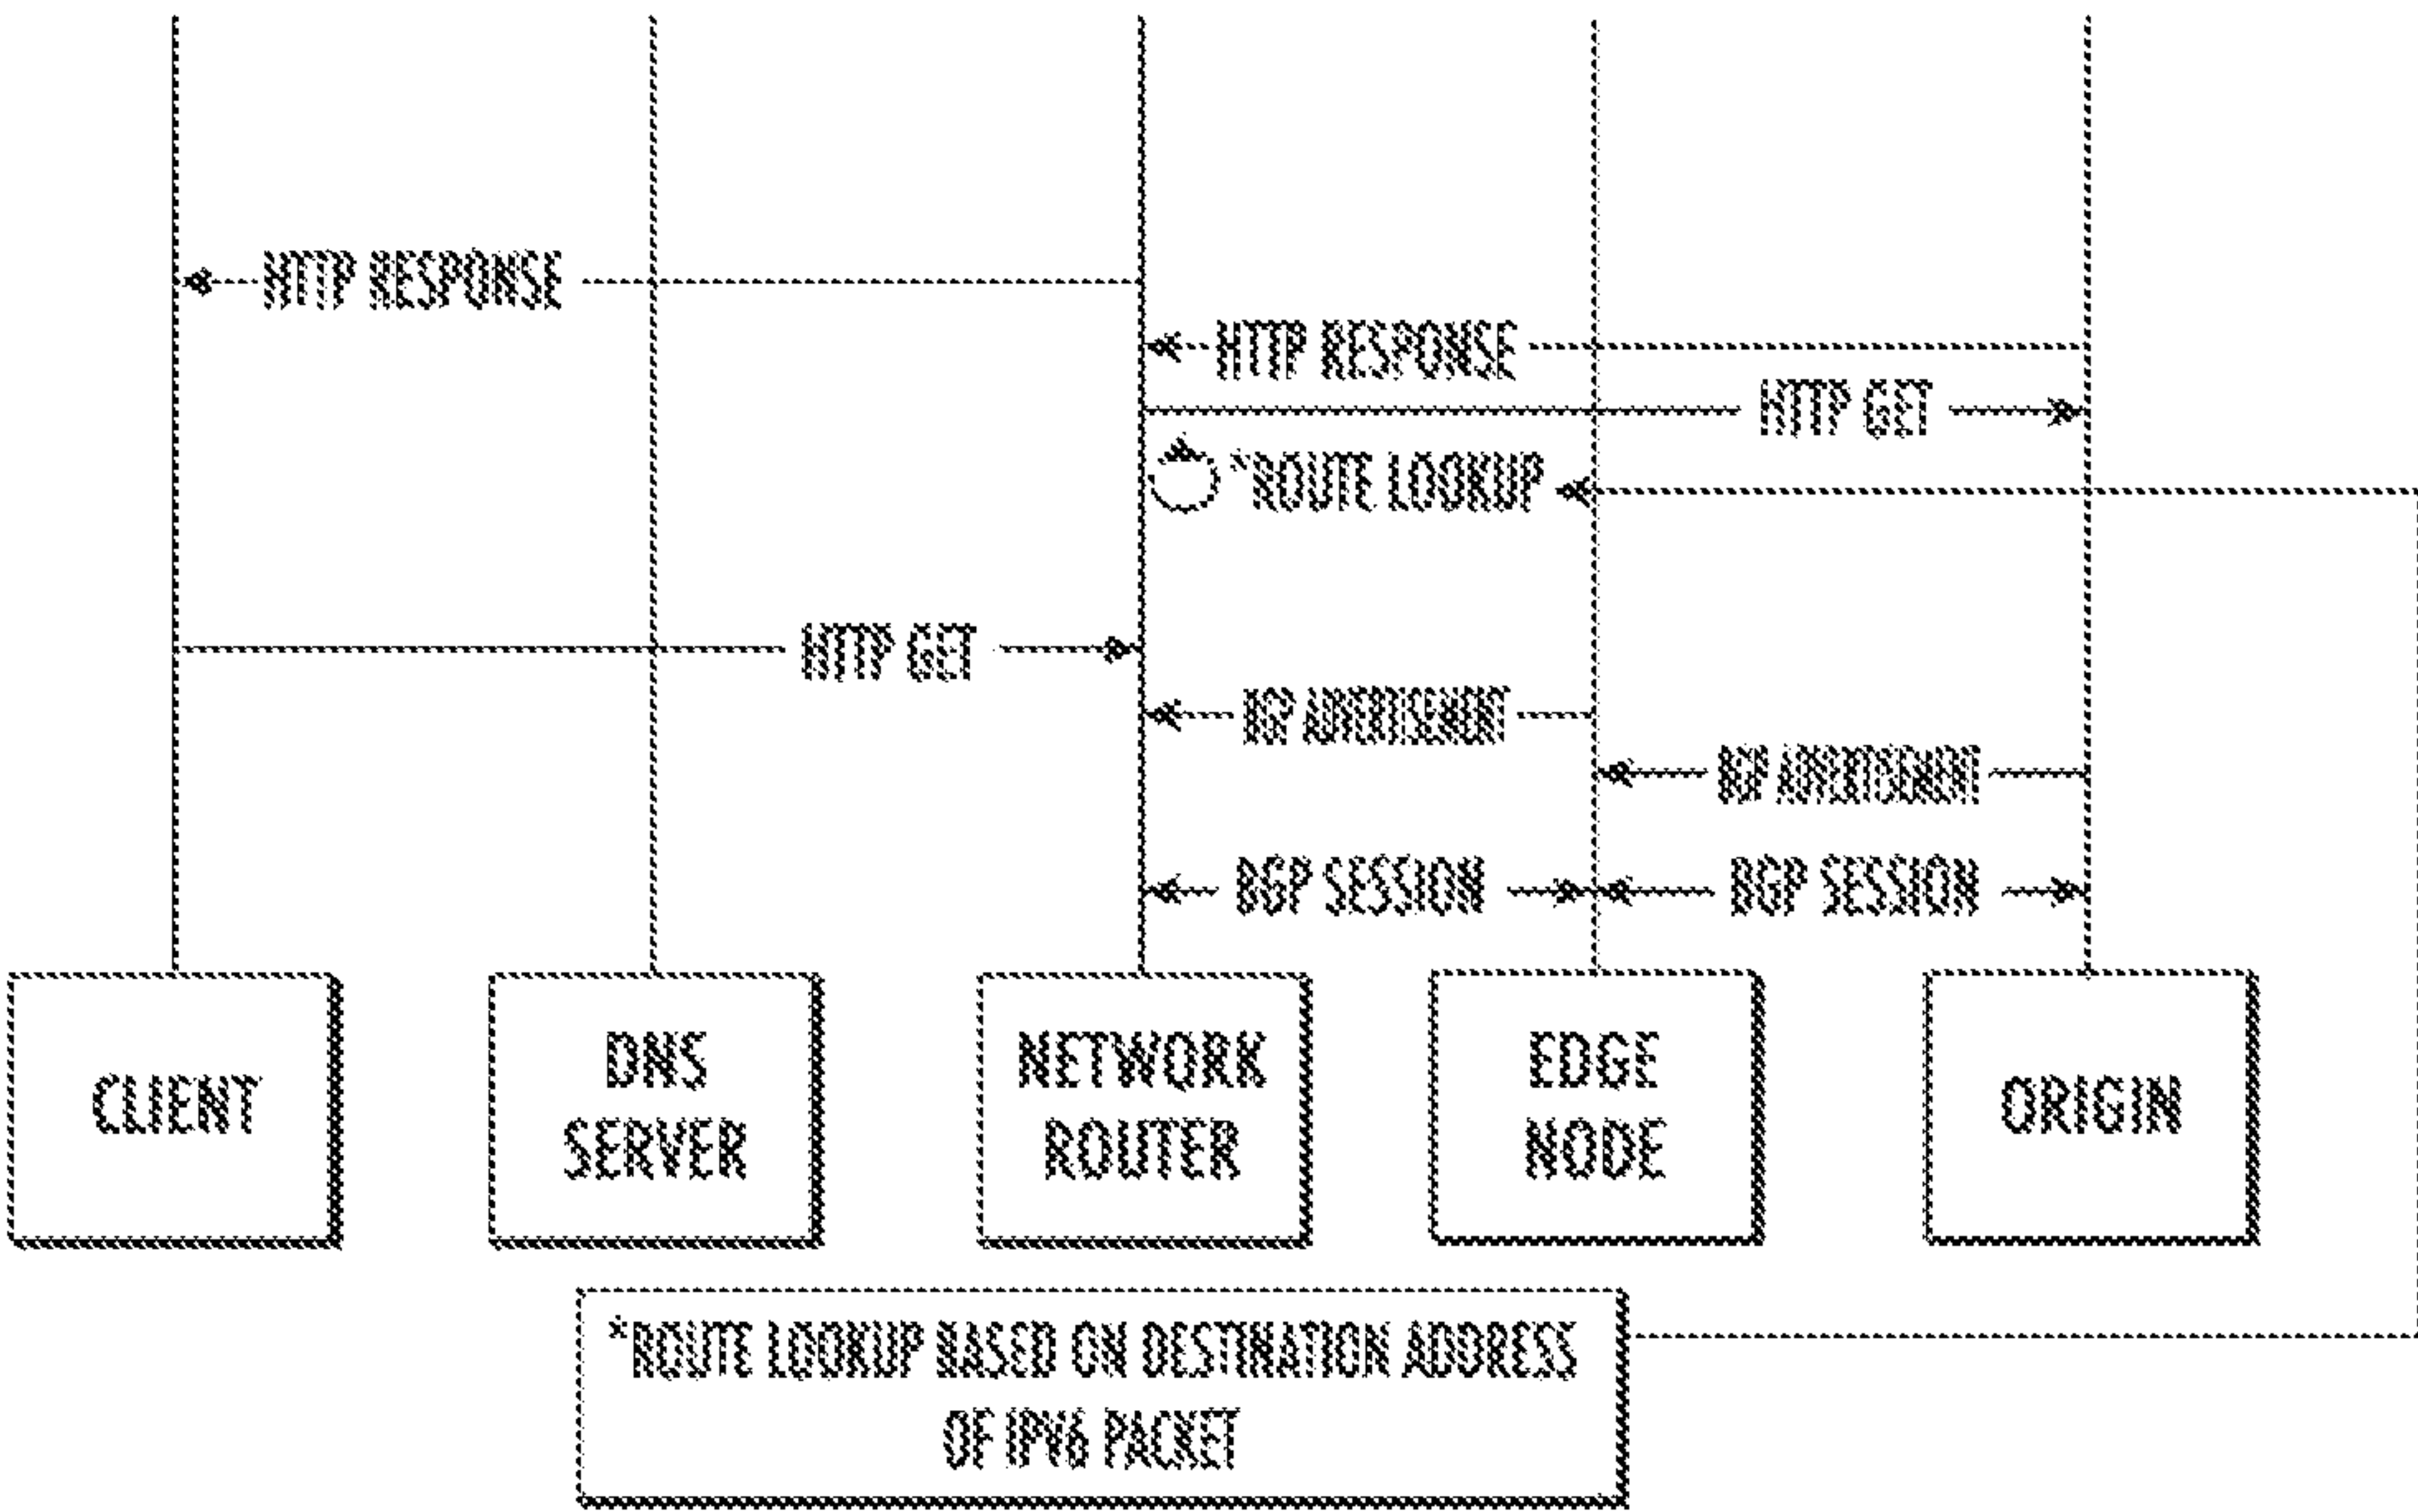 HTTP RESPONSE
HTTP RESPONSE
HTTP GET
*ROUTE LOOKUP
HTTP GET
BGP ADVERTISEMENT
BGP ADVERTISEMENT
BGP SESSION
BGP SESSION
CLIENT
DNS
SERVER
NETWORK
ROUTER
EDGE
NODE
ORIGIN
*ROUTE LOOKUP BASED ON DESTINATION ADDRESS
OF IPV6 PACKET